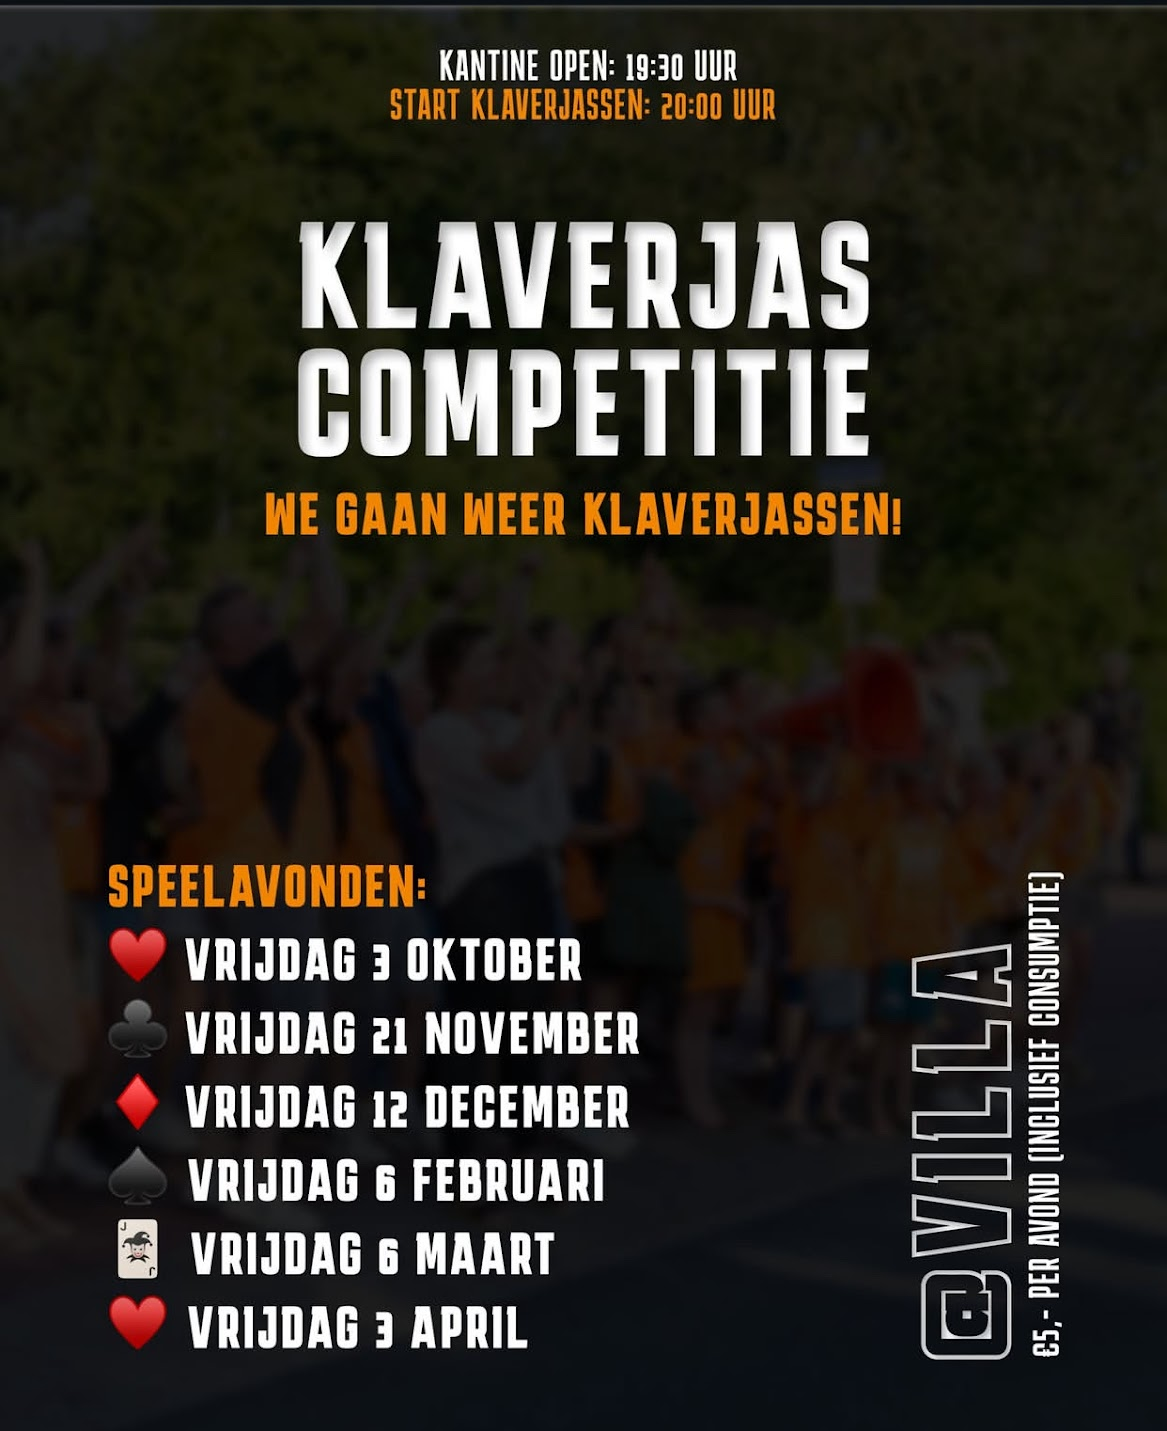 KANTINE OPEN: 19:30 UUR
START KLAVERJASSEN: 20:00 UUR
KLAVERJAS
COMPETITIE
WE GAAN WEER KLAVERJASSEN!
SPEELAVONDEN:
VRIJDAG 3 OKTOBER
VRIJDAG 21 NOVEMBER
VRIJDAG 12 DECEMBER
VRIJDAG 6 FEBRUARI
VRIJDAG 6 MAART
VRIJDAG 3 APRIL
@VILLA
€5,- PER AVOND (INCLUSIEF CONSUMPTIE)